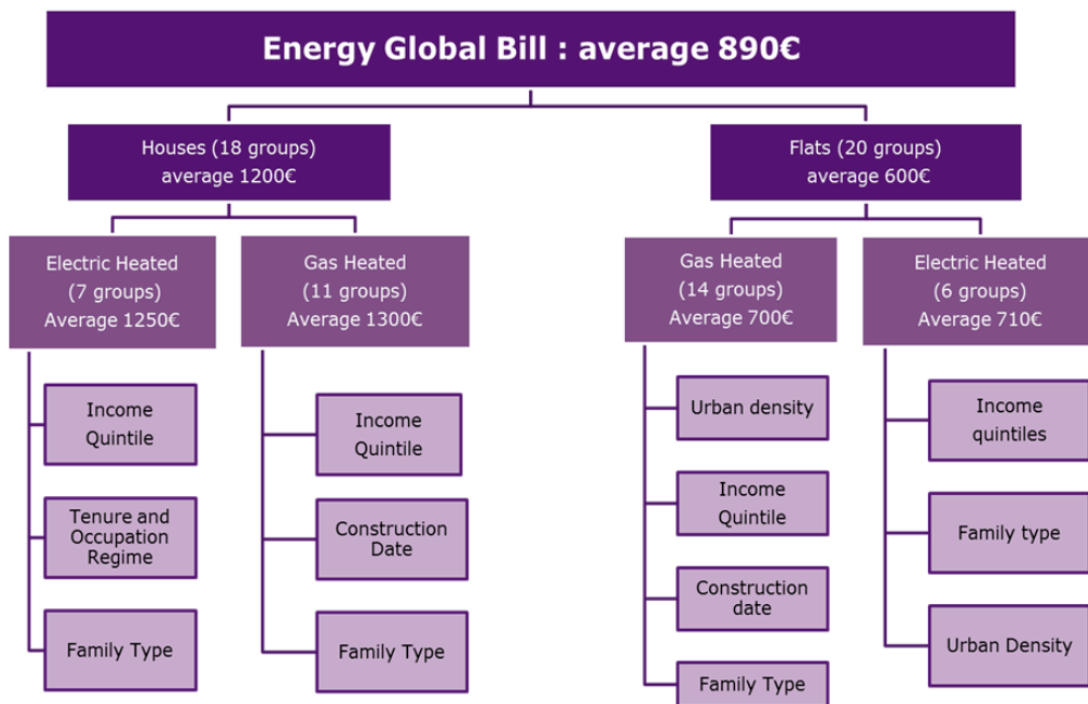 Energy Global Bill : average 890€
Houses (18 groups)
average 1200€
Flats (20 groups)
average 600€
Electric Heated
(7 groups)
Average 1250€
Gas Heated
(11 groups)
Average 1300€
Gas Heated
(14 groups)
Average 700€
Electric Heated
(6 groups)
Average 710€
Income
Quintile
Tenure and
Occupation
Regime
Family Type
Income
Quintile
Construction
Date
Family Type
Urban density
Income
Quintile
Construction
date
Family Type
Income
quintiles
Family type
Urban Density